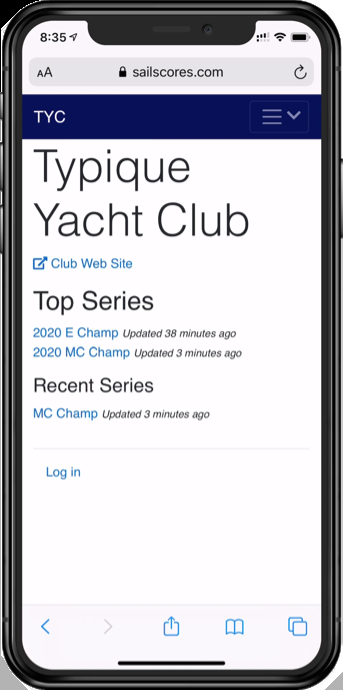 8:35
AA sailscores.com
TYC
Typique
Yacht Club
Club Web Site
Top Series
2020 E Champ Updated 38 minutes ago
2020 MC Champ Updated 3 minutes ago
Recent Series
MC Champ Updated 3 minutes ago
Log in